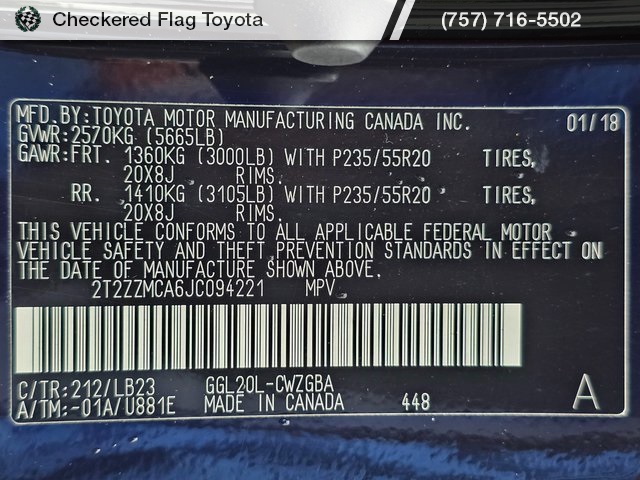 Checkered Flag Toyota (757) 716-5502
MFD.BY:TOYOTA MOTOR MANUFACTURING CANADA INC. 01/18
GVWR:2570KG (5665LB)
GAWR:FRT. 1360KG (3000LB) WITH P235/55R20 TIRES,
20X8J RIMS.
RR. 1410KG (3105LB) WITH P235/55R20 TIRES,
20X8J RIMS.
THIS VEHICLE CONFORMS TO ALL APPLICABLE FEDERAL MOTOR
VEHICLE SAFETY AND THEFT PREVENTION STANDARDS IN EFFECT ON
THE DATE OF MANUFACTURE SHOWN ABOVE.
2T2ZZMCA6JC094221 MPV
C/TR:212/LB23 GGL20L-CWZGBA
A/TM:-01A/U881E MADE IN CANADA 448 A